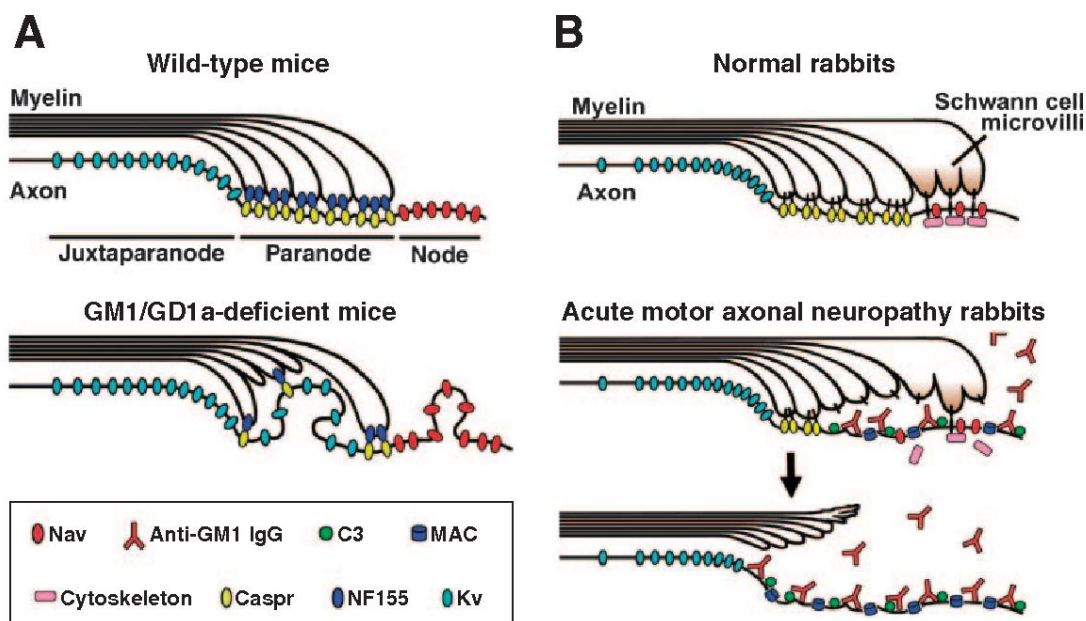 A
Wild-type mice
Myelin
Axon
Juxtaparanode
Paranode
Node
GM1/GD1a-deficient mice
Nav
Anti-GM1 IgG
C3
MAC
Cytoskeleton
Caspr
NF155
Kv
B
Normal rabbits
Myelin
Schwann cell
microvilli
Axon
Acute motor axonal neuropathy rabbits